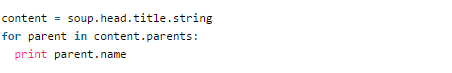 content = soup.head.title.string
for parent in content.parents:
  print parent.name